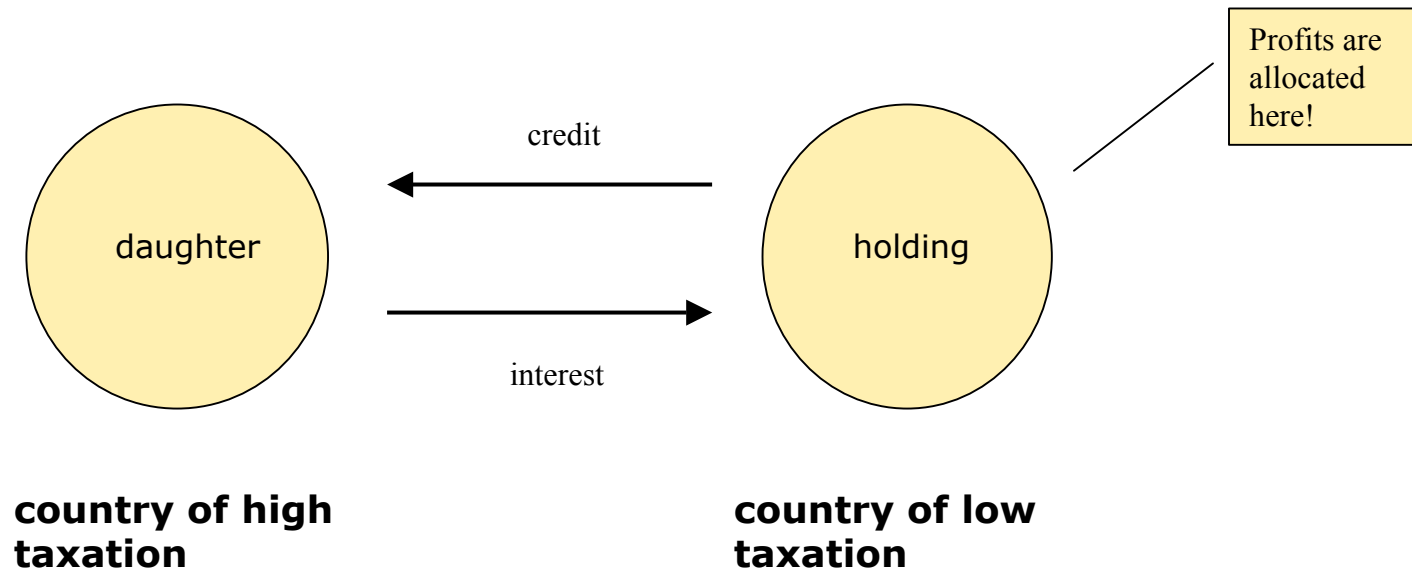 Profits are
allocated
here!
credit
daughter
holding
interest
country of high
taxation
country of low
taxation